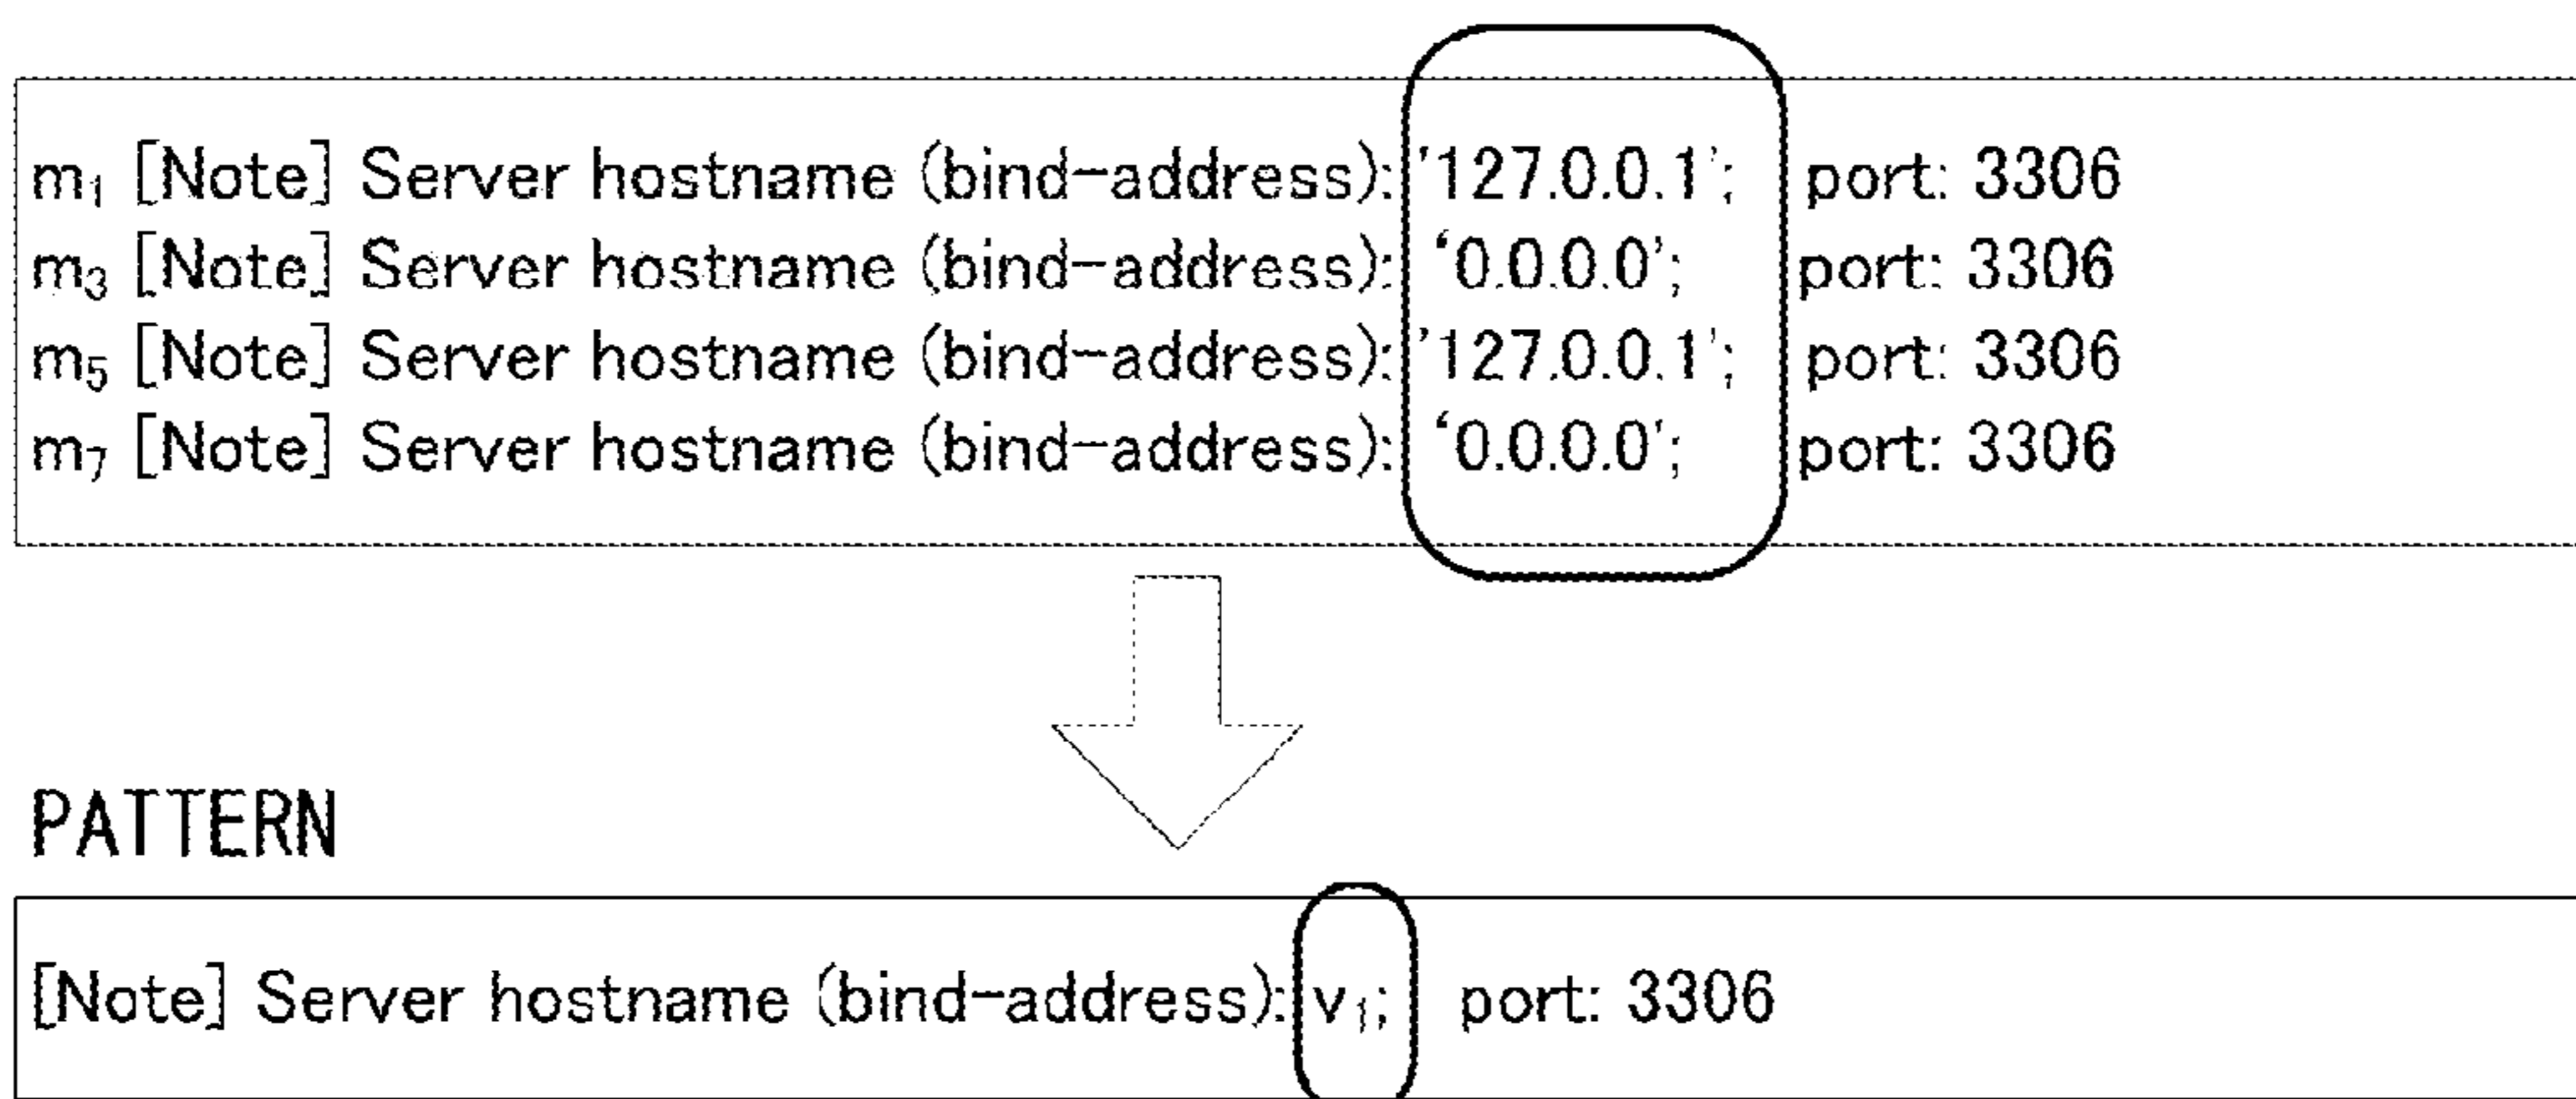 m₁ [Note] Server hostname (bind-address): '127.0.0.1'; port: 3306
m₃ [Note] Server hostname (bind-address): ‘0.0.0.0’; port: 3306
m₅ [Note] Server hostname (bind-address): '127.0.0.1'; port: 3306
m₇ [Note] Server hostname (bind-address): ‘0.0.0.0’; port: 3306
PATTERN
[Note] Server hostname (bind-address): v₁; port: 3306